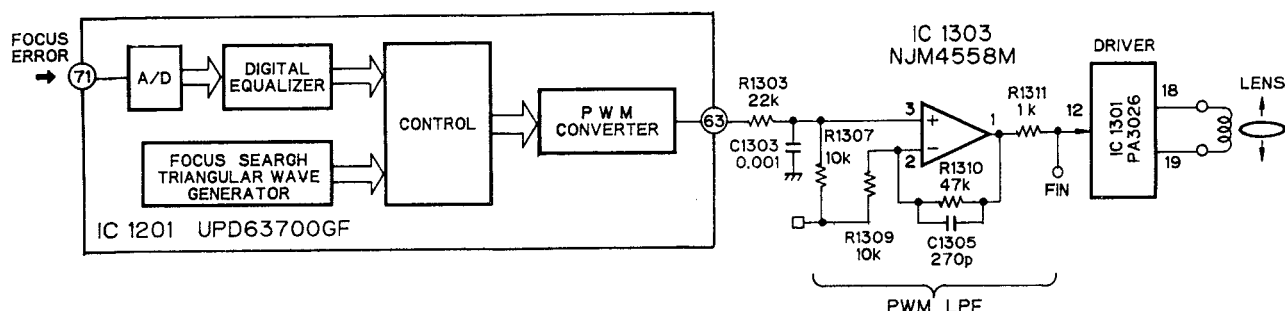 FOCUS
ERROR
71
A/D
DIGITAL
EQUALIZER
FOCUS SEARGH
TRIANGULAR WAVE
GENERATOR
IC 1201 UPD63700GF
CONTROL
P W M
CONVERTER
63
R1303
22k
C1303
0.001
R1307
10k
R1309
10k
IC 1303
NJM4558M
3
+
−
2
1
R1310
47k
C1305
270p
R1311
1k
FIN
12
DRIVER
IC 1301
PA3026
18
19
LENS
PWM LPF